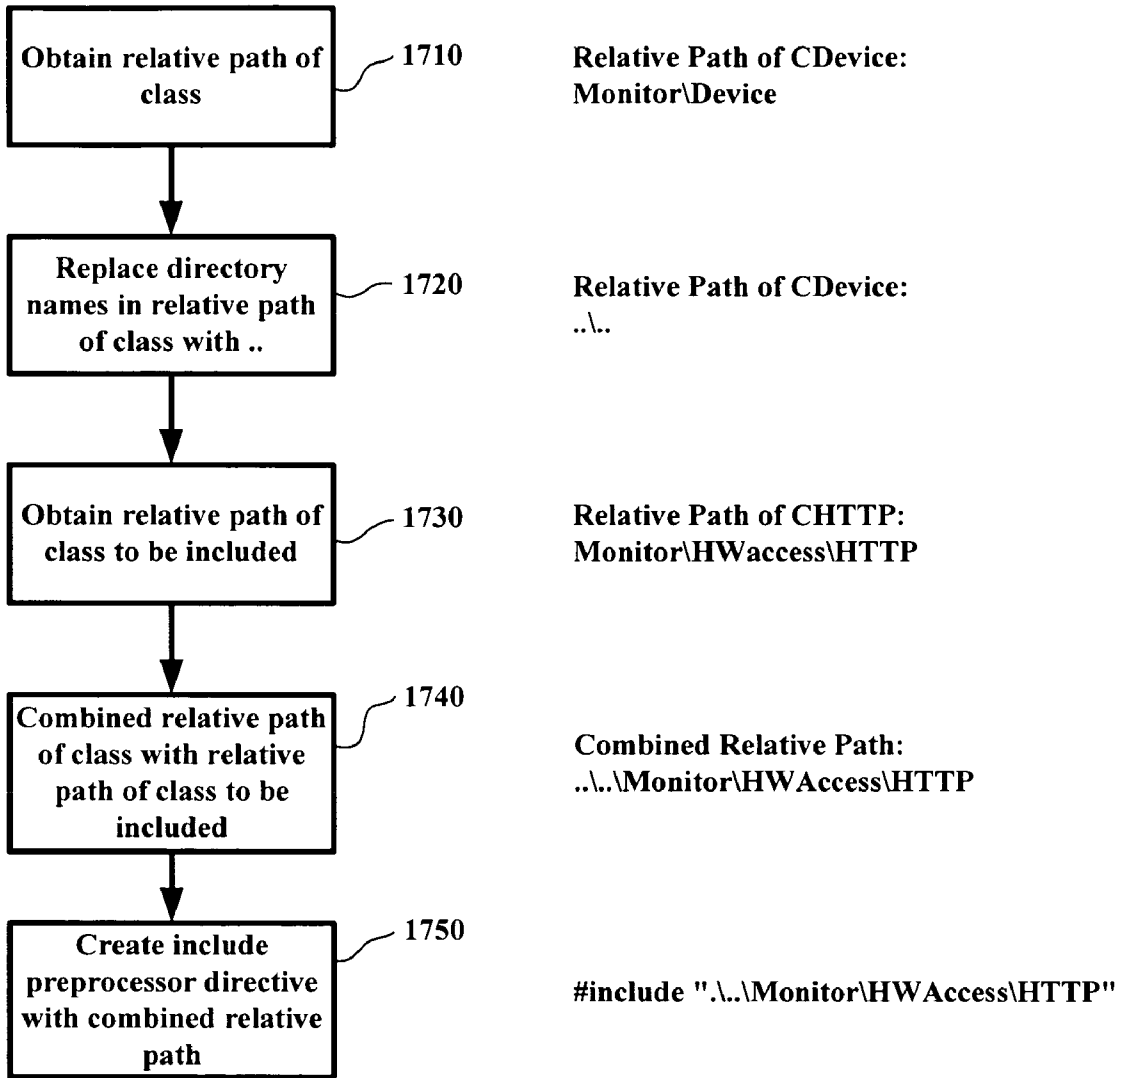 Obtain relative path of
class
1710
Relative Path of CDevice:
Monitor\Device
Replace directory
names in relative path
of class with ..
1720
Relative Path of CDevice:
..\..
Obtain relative path of
class to be included
1730
Relative Path of CHTTP:
Monitor\HWaccess\HTTP
Combined relative path
of class with relative
path of class to be
included
1740
Combined Relative Path:
..\..\Monitor\HWAccess\HTTP
Create include
preprocessor directive
with combined relative
path
1750
#include ".\..\Monitor\HWAccess\HTTP"